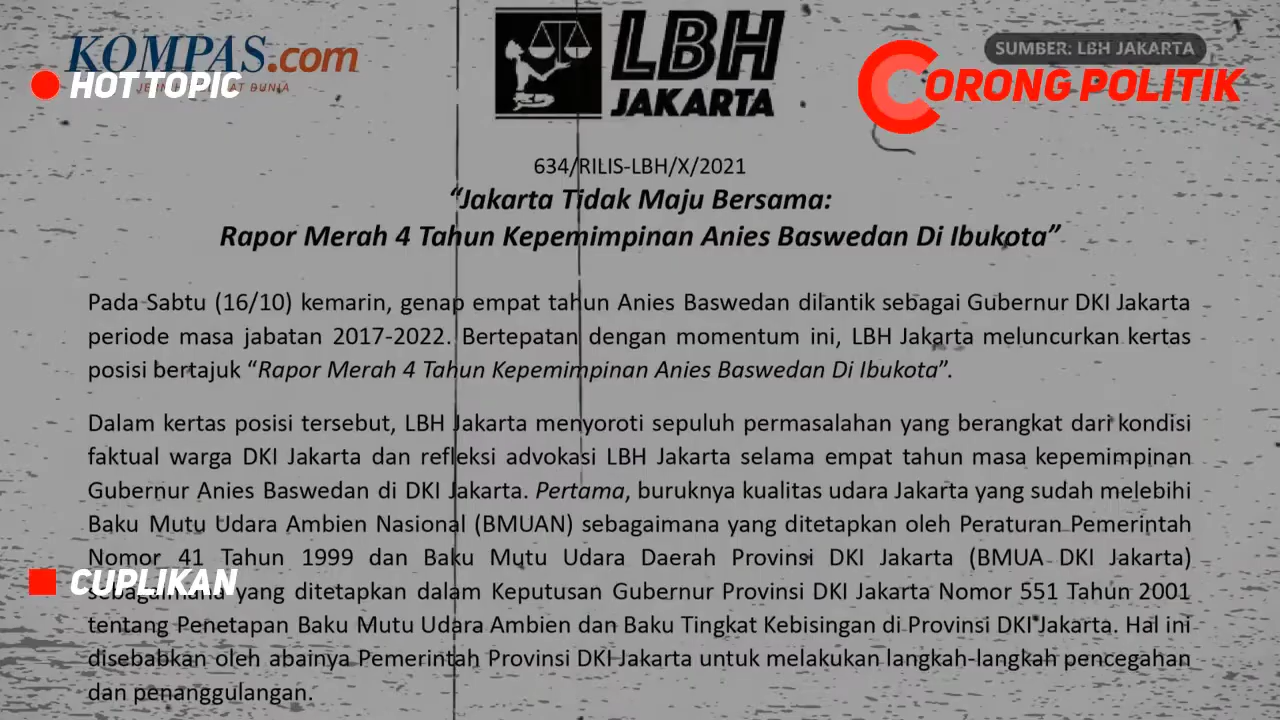 KOMPAS.com
HOT TOPIC
LBH
JAKARTA
SUMBER: LBH JAKARTA
CORONG POLITIK
634/RILIS-LBH/X/2021
“Jakarta Tidak Maju Bersama:
Rapor Merah 4 Tahun Kepemimpinan Anies Baswedan Di Ibukota”
Pada Sabtu (16/10) kemarin, genap empat tahun Anies Baswedan dilantik sebagai Gubernur DKI Jakarta
periode masa jabatan 2017-2022. Bertepatan dengan momentum ini, LBH Jakarta meluncurkan kertas
posisi bertajuk “Rapor Merah 4 Tahun Kepemimpinan Anies Baswedan Di Ibukota”.
Dalam kertas posisi tersebut, LBH Jakarta menyoroti sepuluh permasalahan yang berangkat dari kondisi
faktual warga DKI Jakarta dan refleksi advokasi LBH Jakarta selama empat tahun masa kepemimpinan
Gubernur Anies Baswedan di DKI Jakarta. Pertama, buruknya kualitas udara Jakarta yang sudah melebihi
Baku Mutu Udara Ambien Nasional (BMUAN) sebagaimana yang ditetapkan oleh Peraturan Pemerintah
Nomor 41 Tahun 1999 dan Baku Mutu Udara Daerah Provinsi DKI Jakarta (BMUA DKI Jakarta)
CUPLIKAN
sebagaimana yang ditetapkan dalam Keputusan Gubernur Provinsi DKI Jakarta Nomor 551 Tahun 2001
tentang Penetapan Baku Mutu Udara Ambien dan Baku Tingkat Kebisingan di Provinsi DKI Jakarta. Hal ini
disebabkan oleh abainya Pemerintah Provinsi DKI Jakarta untuk melakukan langkah-langkah pencegahan
dan penanggulangan.